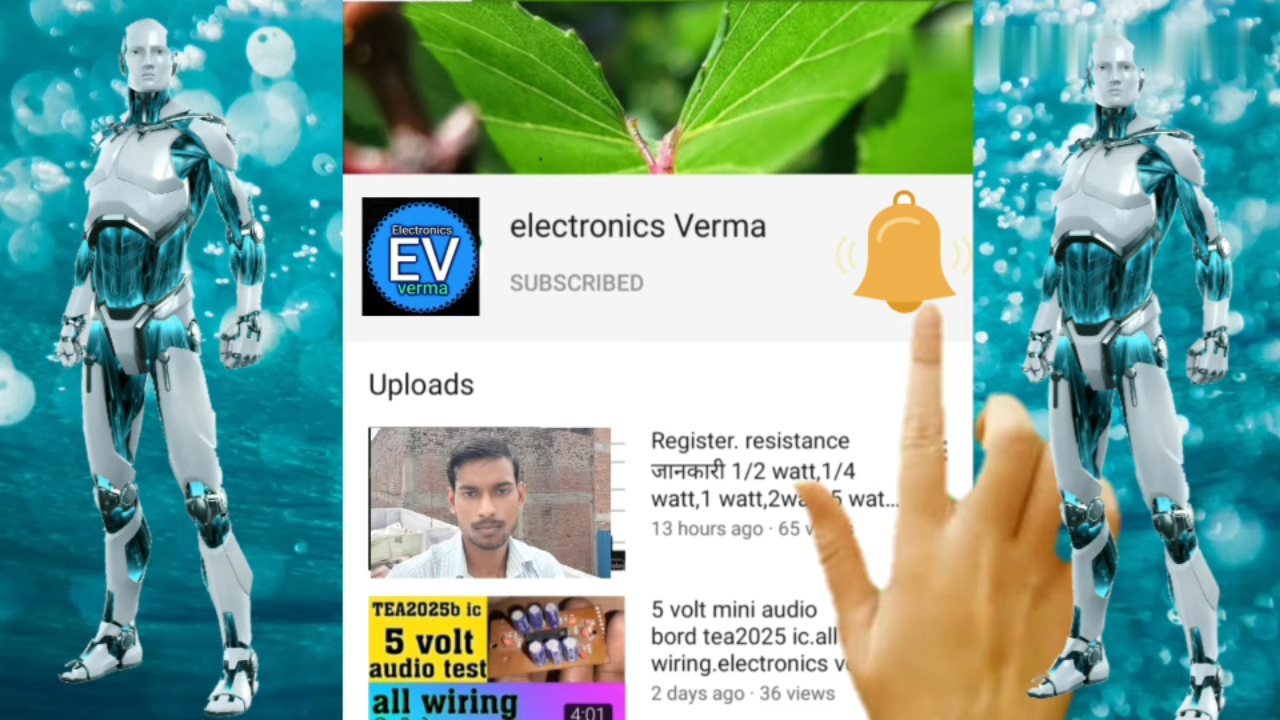 Electronics
EV
verma
electronics Verma
SUBSCRIBED
Uploads
Register. resistance
जानकारी 1/2 watt,1/4
watt,1 watt,2wa 5 wat...
13 hours ago · 65 v
5 volt mini audio
bord tea2025 ic.all
wiring.electronics v
2 days ago · 36 views
TEA2025b ic
5 volt
audio test
all wiring
4:01